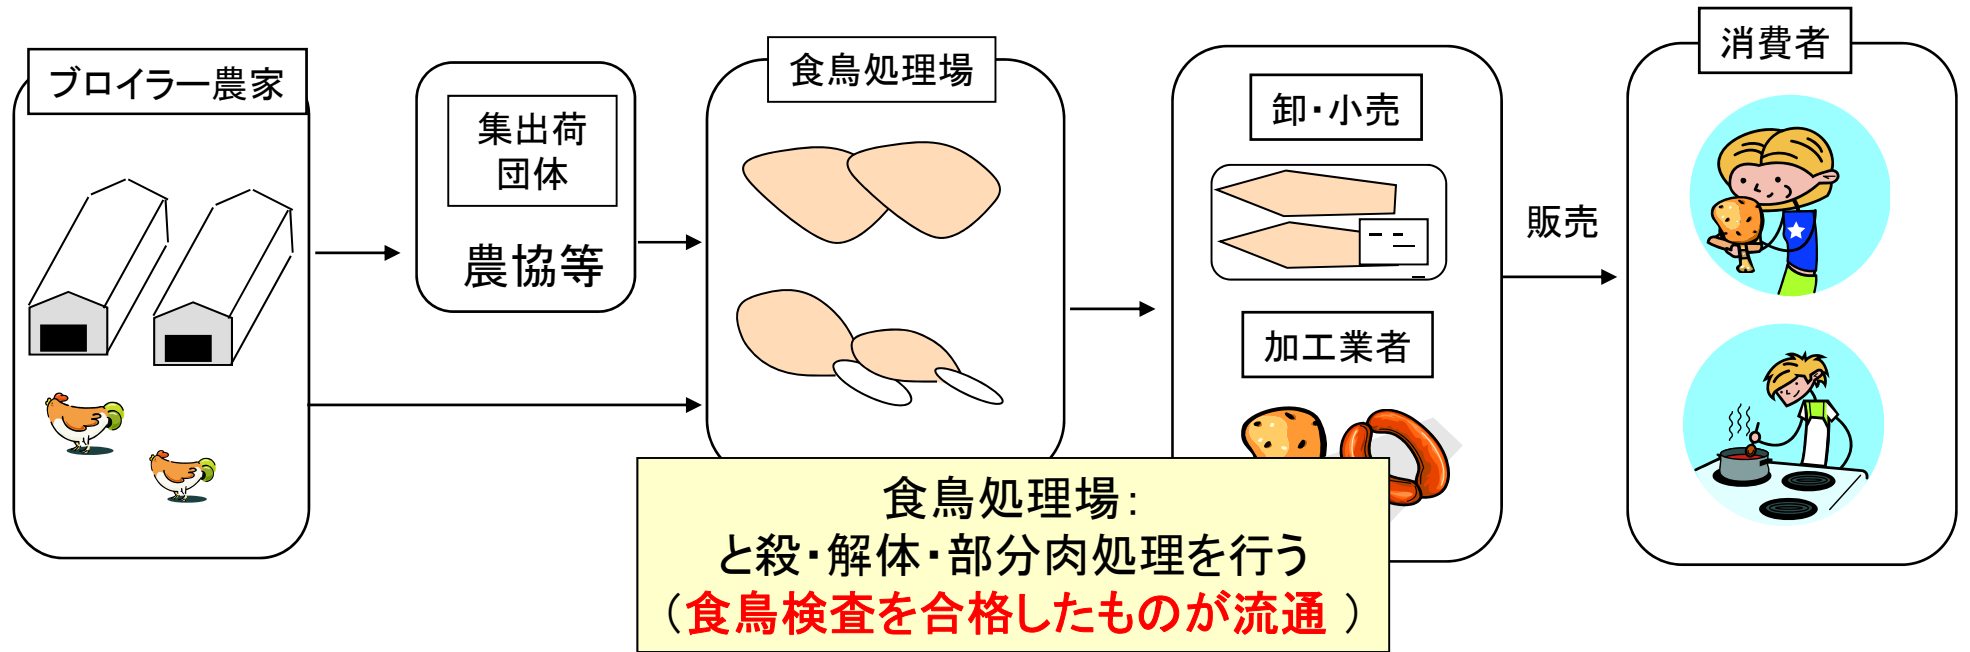 ブロイラー農家
集出荷
団体
農協等
食鳥処理場
卸・小売
加工業者
販売
消費者
食鳥処理場：
と殺・解体・部分肉処理を行う
（食鳥検査を合格したものが流通 ）